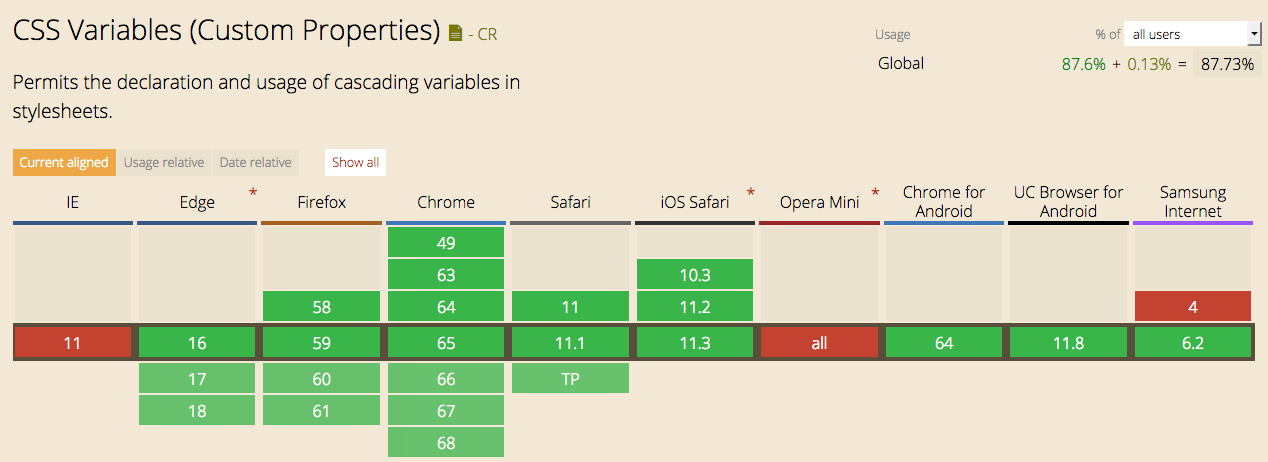 CSS Variables (Custom Properties) - CR
Usage % of all users
Global 87.6% + 0.13% = 87.73%
Permits the declaration and usage of cascading variables in
stylesheets.
Current aligned Usage relative Date relative Show all
IE Edge * Firefox Chrome Safari iOS Safari * Opera Mini * Chrome for Android UC Browser for Android Samsung Internet
49
63 10.3
58 64 11 11.2 4
11 16 59 65 11.1 11.3 all 64 11.8 6.2
17 60 66 TP
18 61 67
68